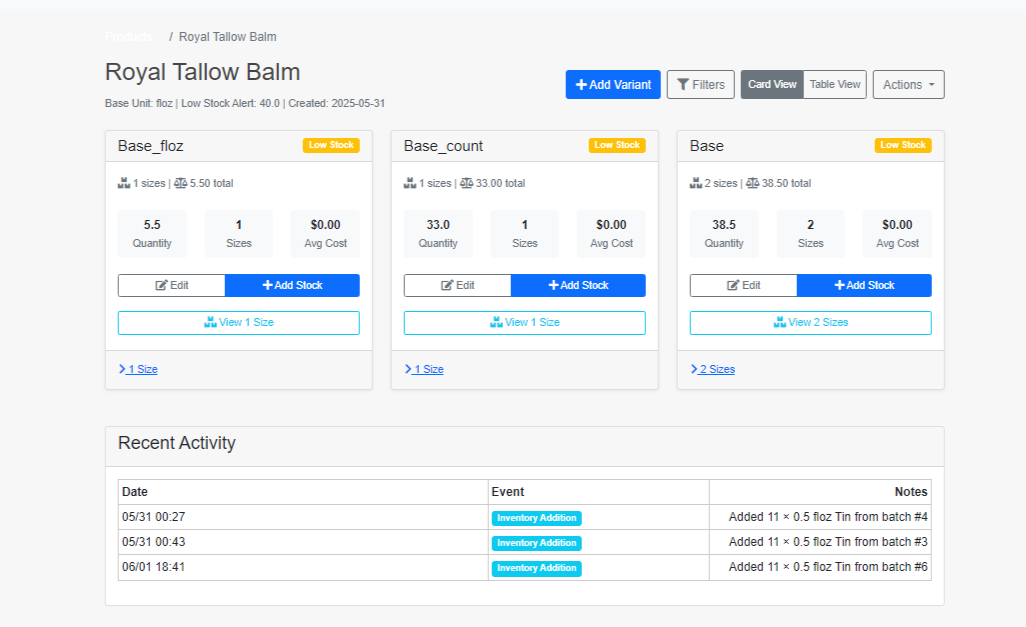 Products / Royal Tallow Balm
Royal Tallow Balm
Add Variant Filters Card View Table View Actions
Base Unit: floz | Low Stock Alert: 40.0 | Created: 2025-05-31
Base_floz Low Stock
1 sizes | 5.50 total
5.5 1 $0.00
Quantity Sizes Avg Cost
Edit Add Stock
View 1 Size
1 Size
Base_count Low Stock
1 sizes | 33.00 total
33.0 1 $0.00
Quantity Sizes Avg Cost
Edit Add Stock
View 1 Size
1 Size
Base Low Stock
2 sizes | 38.50 total
38.5 2 $0.00
Quantity Sizes Avg Cost
Edit Add Stock
View 2 Sizes
2 Sizes
Recent Activity
Date Event Notes
05/31 00:27 Inventory Addition Added 11 × 0.5 floz Tin from batch #4
05/31 00:43 Inventory Addition Added 11 × 0.5 floz Tin from batch #3
06/01 18:41 Inventory Addition Added 11 × 0.5 floz Tin from batch #6